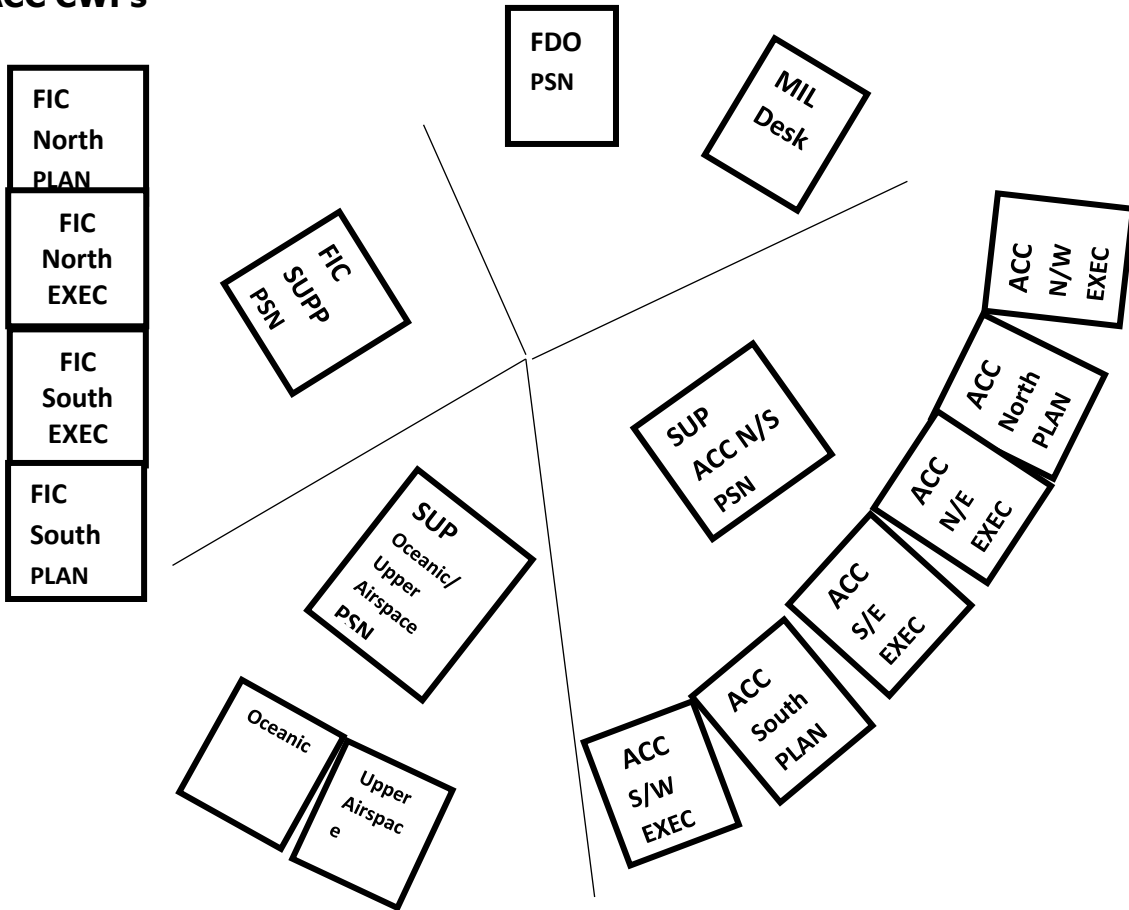 ACC CWPs
FDO
PSN
MIL
Desk
FIC
North
PLAN
FIC
North
EXEC
FIC
South
EXEC
FIC
South
PLAN
FIC
SUPP
PSN
ACC
N/W
EXEC
ACC
North
PLAN
ACC
N/E
EXEC
SUP
ACC N/S
PSN
SUP
Oceanic/
Upper
Airspace
PSN
ACC
S/E
EXEC
ACC
South
PLAN
ACC
S/W
EXEC
Oceanic
Upper
Airspac
e